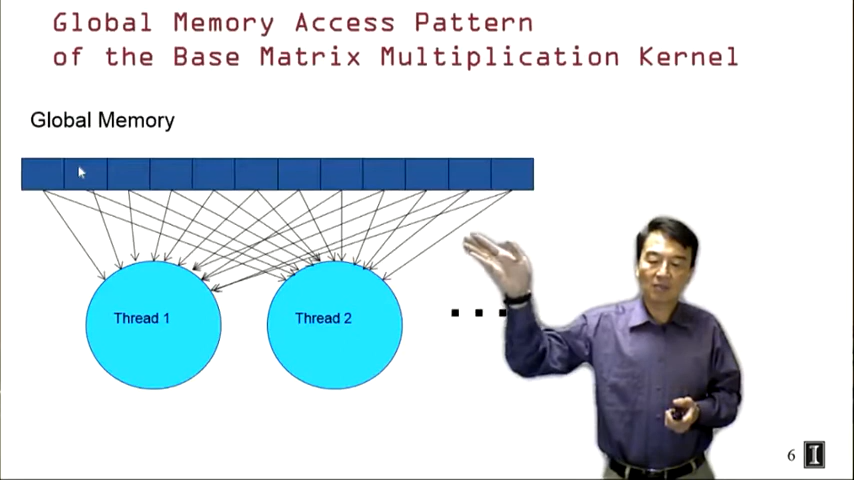 Global Memory Access Pattern
of the Base Matrix Multiplication Kernel
Global Memory
Thread 1
Thread 2
6 I